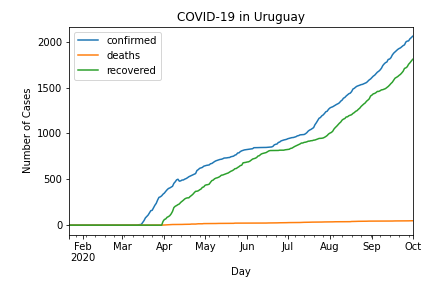 COVID-19 in Uruguay
confirmed
deaths
recovered
Number of Cases
2000
1500
1000
500
0
Feb Mar Apr May Jun Jul Aug Sep Oct
2020
Day